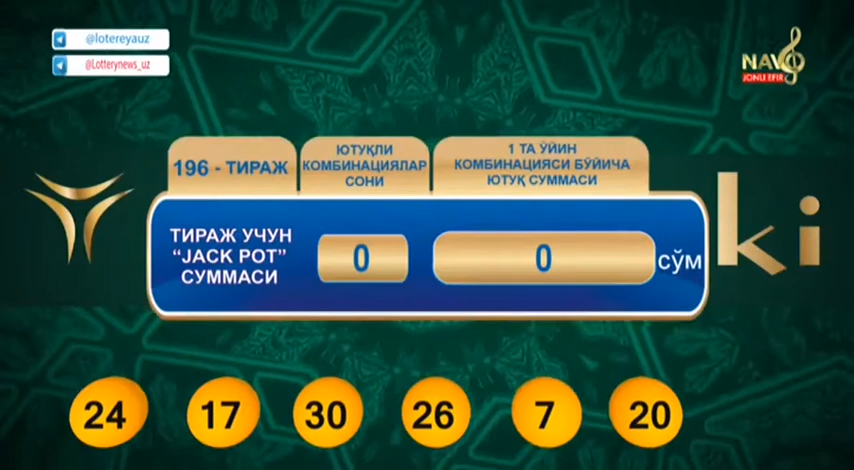 @lotereyauz
@Lotterynews_uz
NAVO
JONLI EFIR
196 - ТИРАЖ
ЮТУҚЛИ
КОМБИНАЦИЯЛАР
СОНИ
1 ТА ЎЙИН
КОМБИНАЦИЯСИ БЎЙИЧА
ЮТУҚ СУММАСИ
ki
ТИРАЖ УЧУН
“JACK POT”
СУММАСИ
0
0
сўм
24 17 30 26 7 20